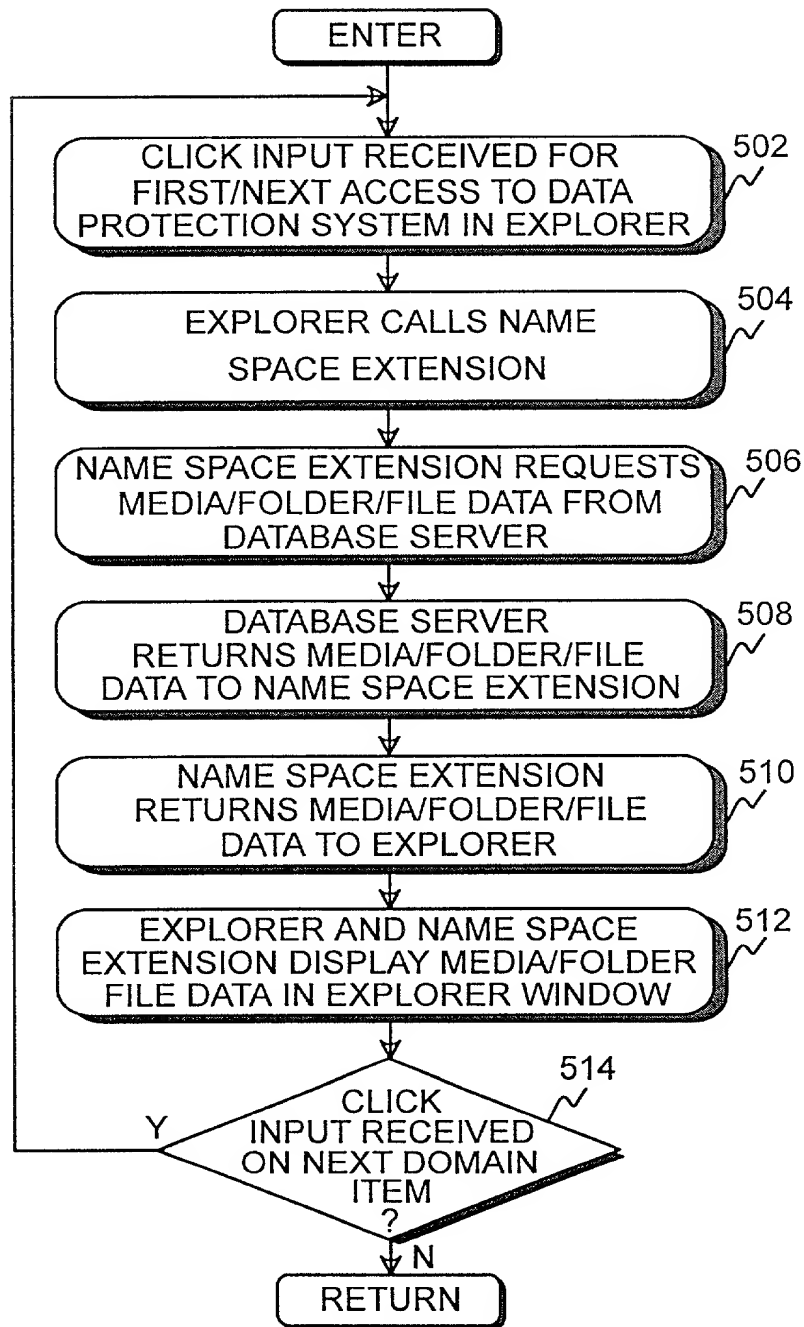 ENTER
CLICK INPUT RECEIVED FOR
FIRST/NEXT ACCESS TO DATA
PROTECTION SYSTEM IN EXPLORER
502
EXPLORER CALLS NAME
SPACE EXTENSION
504
NAME SPACE EXTENSION REQUESTS
MEDIA/FOLDER/FILE DATA FROM
DATABASE SERVER
506
DATABASE SERVER
RETURNS MEDIA/FOLDER/FILE
DATA TO NAME SPACE EXTENSION
508
NAME SPACE EXTENSION
RETURNS MEDIA/FOLDER/FILE
DATA TO EXPLORER
510
EXPLORER AND NAME SPACE
EXTENSION DISPLAY MEDIA/FOLDER
FILE DATA IN EXPLORER WINDOW
512
CLICK
INPUT RECEIVED
ON NEXT DOMAIN
ITEM
?
514
Y
N
RETURN